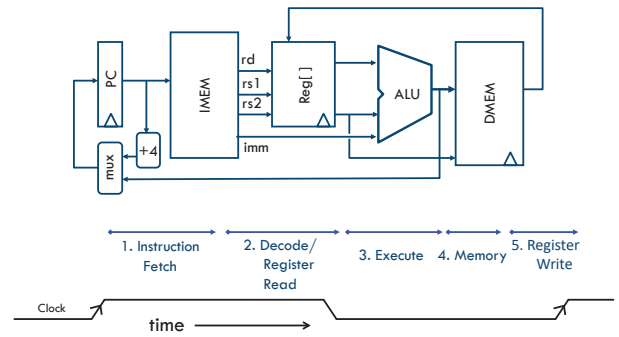 PC
+4
mux
IMEM
rd
rs1
rs2
imm
Reg[ ]
ALU
DMEM
1. Instruction
Fetch
2. Decode/
Register
Read
3. Execute
4. Memory
5. Register
Write
Clock
time